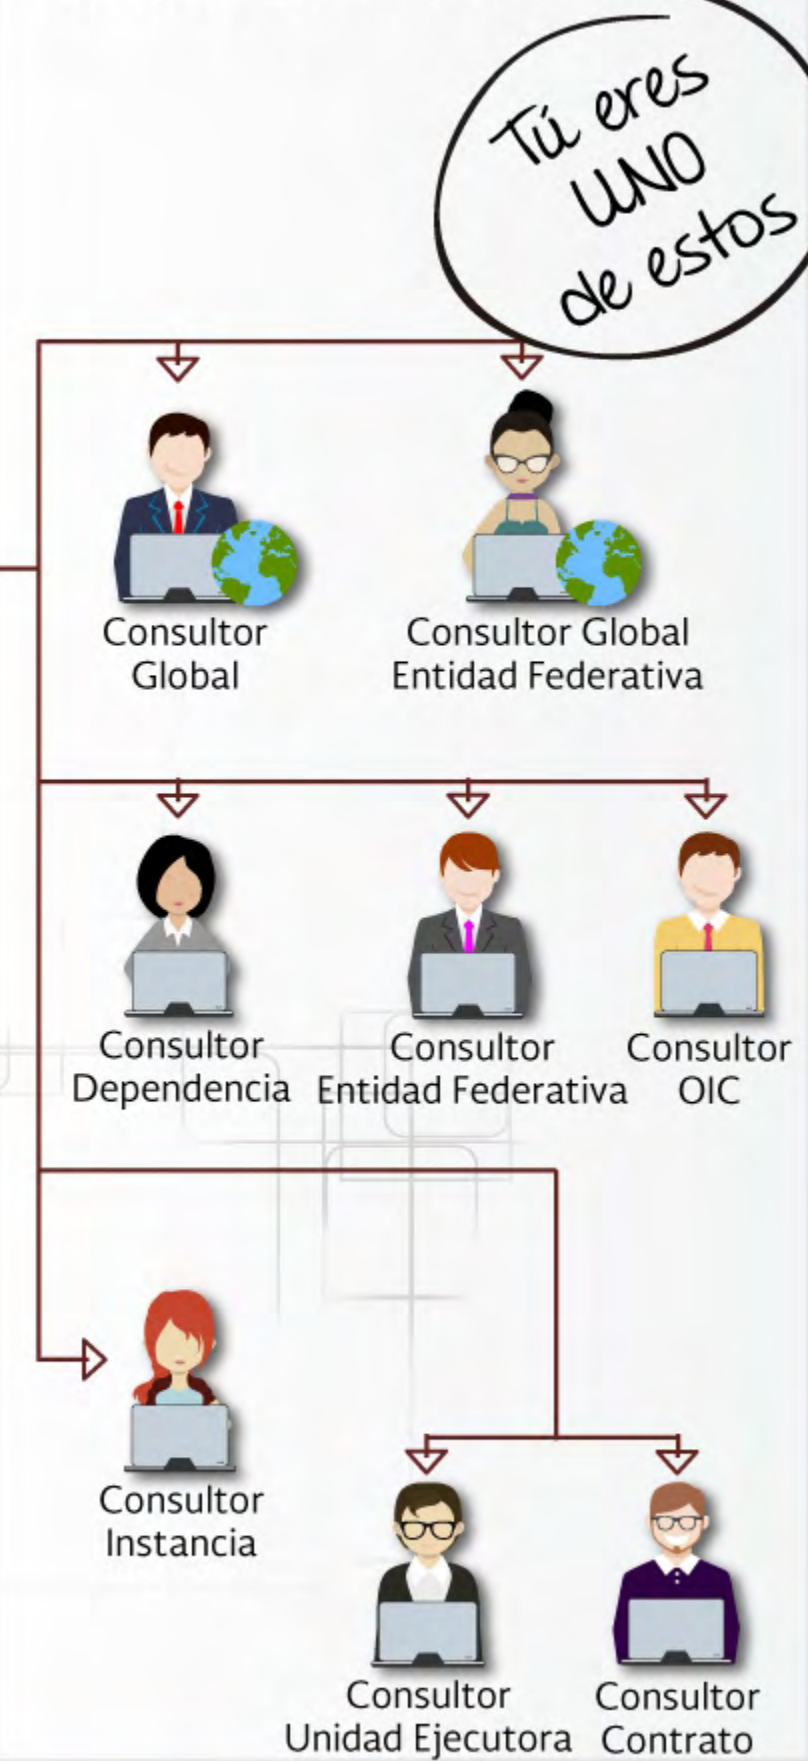 Tú eres
UNO
de estos
Consultor
Global
Consultor Global
Entidad Federativa
Consultor
Dependencia
Consultor
Entidad Federativa
Consultor
OIC
Consultor
Instancia
Consultor
Unidad Ejecutora
Consultor
Contrato